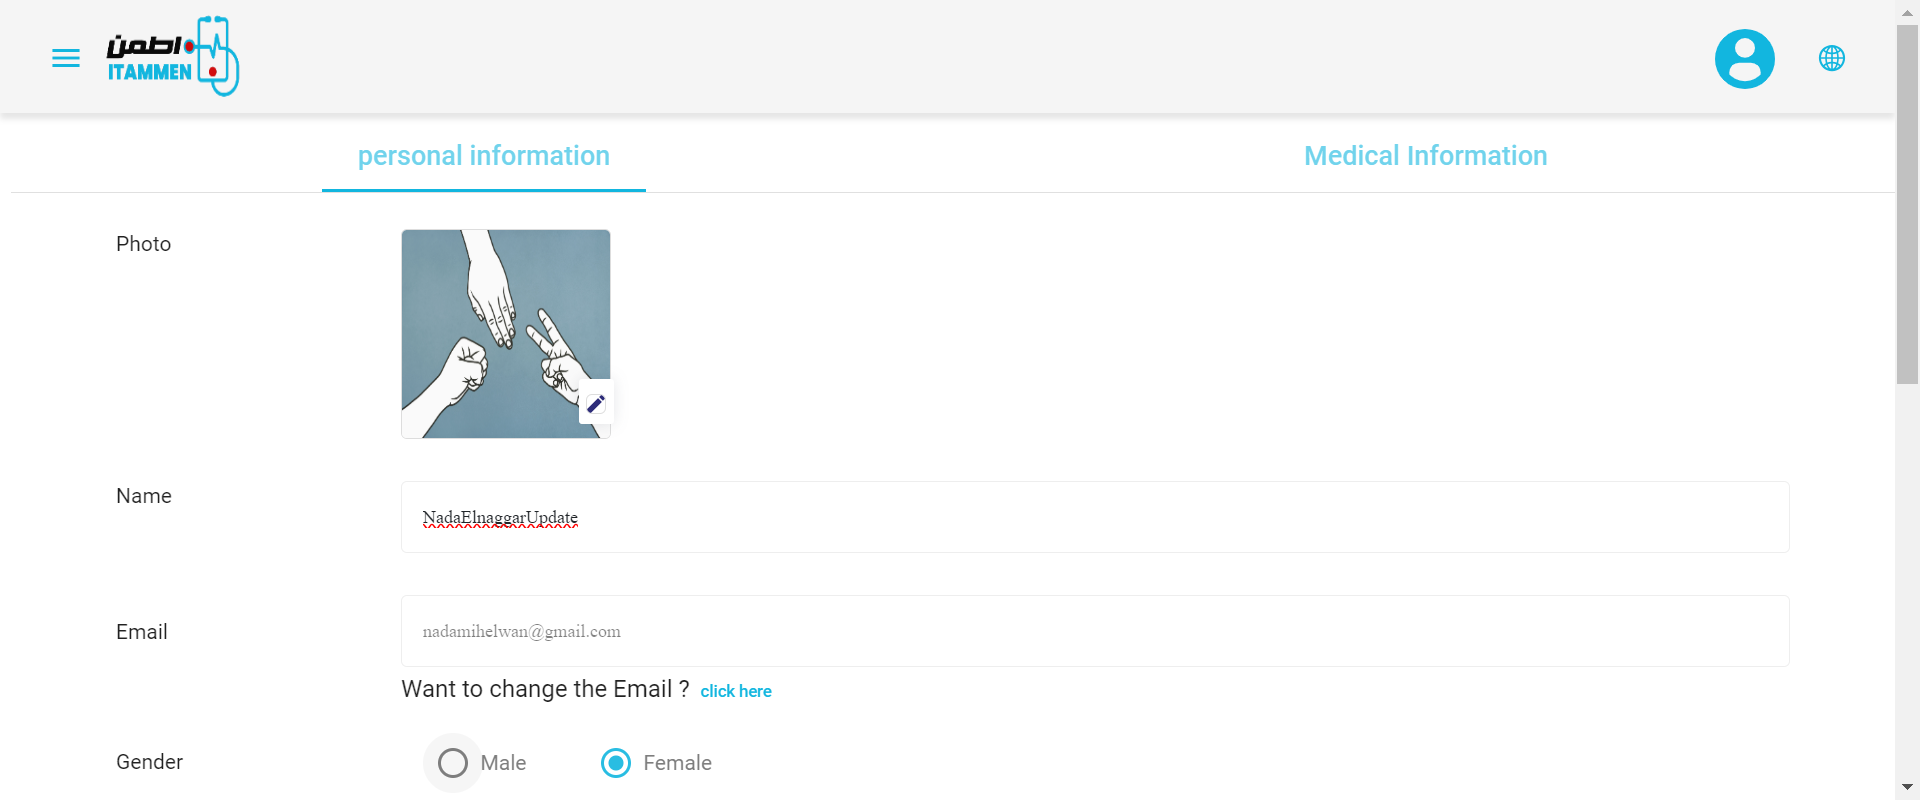 اطمن
ITAMMEN
personal information
Medical Information
Photo
Name
NadaElnaggarUpdate
Email
nadamihelwan@gmail.com
Want to change the Email ? click here
Gender
Male
Female